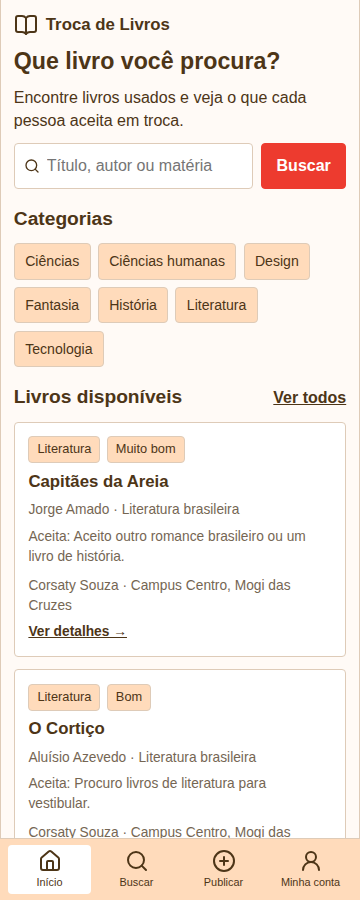 Troca de Livros
Que livro você procura?
Encontre livros usados e veja o que cada
pessoa aceita em troca.
Título, autor ou matéria
Buscar
Categorias
Ciências
Ciências humanas
Design
Fantasia
História
Literatura
Tecnologia
Livros disponíveis
Ver todos
Literatura
Muito bom
Capitães da Areia
Jorge Amado · Literatura brasileira
Aceita: Aceito outro romance brasileiro ou um
livro de história.
Corsaty Souza · Campus Centro, Mogi das
Cruzes
Ver detalhes →
Literatura
Bom
O Cortiço
Aluísio Azevedo · Literatura brasileira
Aceita: Procuro livros de literatura para
vestibular.
Corsaty Souza · Campus Centro, Mogi das
Início
Buscar
Publicar
Minha conta